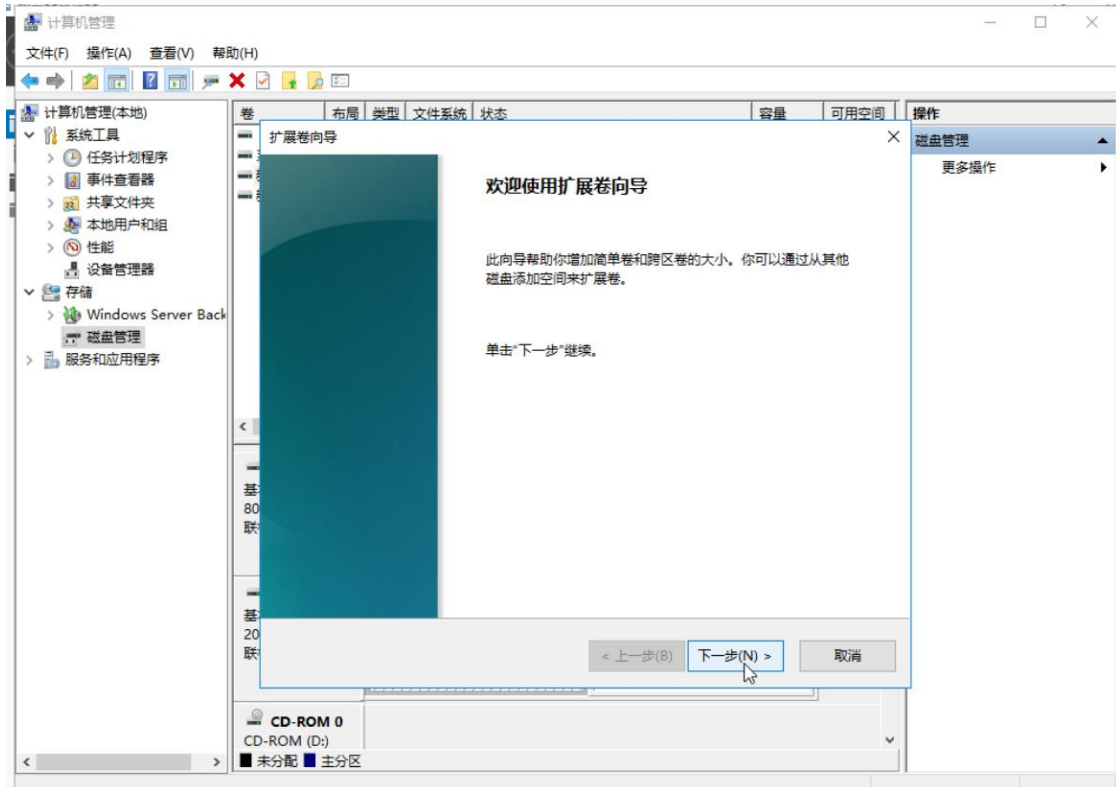 计算机管理
文件(F) 操作(A) 查看(V) 帮助(H)
计算机管理(本地)
系统工具
任务计划程序
事件查看器
共享文件夹
本地用户和组
性能
设备管理器
存储
Windows Server Back
磁盘管理
服务和应用程序
卷 布局 类型 文件系统 状态 容量 可用空间
扩展卷向导
欢迎使用扩展卷向导
此向导帮助你增加简单卷和跨区卷的大小。你可以通过从其他
磁盘添加空间来扩展卷。
单击"下一步"继续。
< 上一步(B) 下一步(N) > 取消
基
80
联
基
20
联
CD-ROM 0
CD-ROM (D:)
未分配 主分区
操作
磁盘管理
更多操作